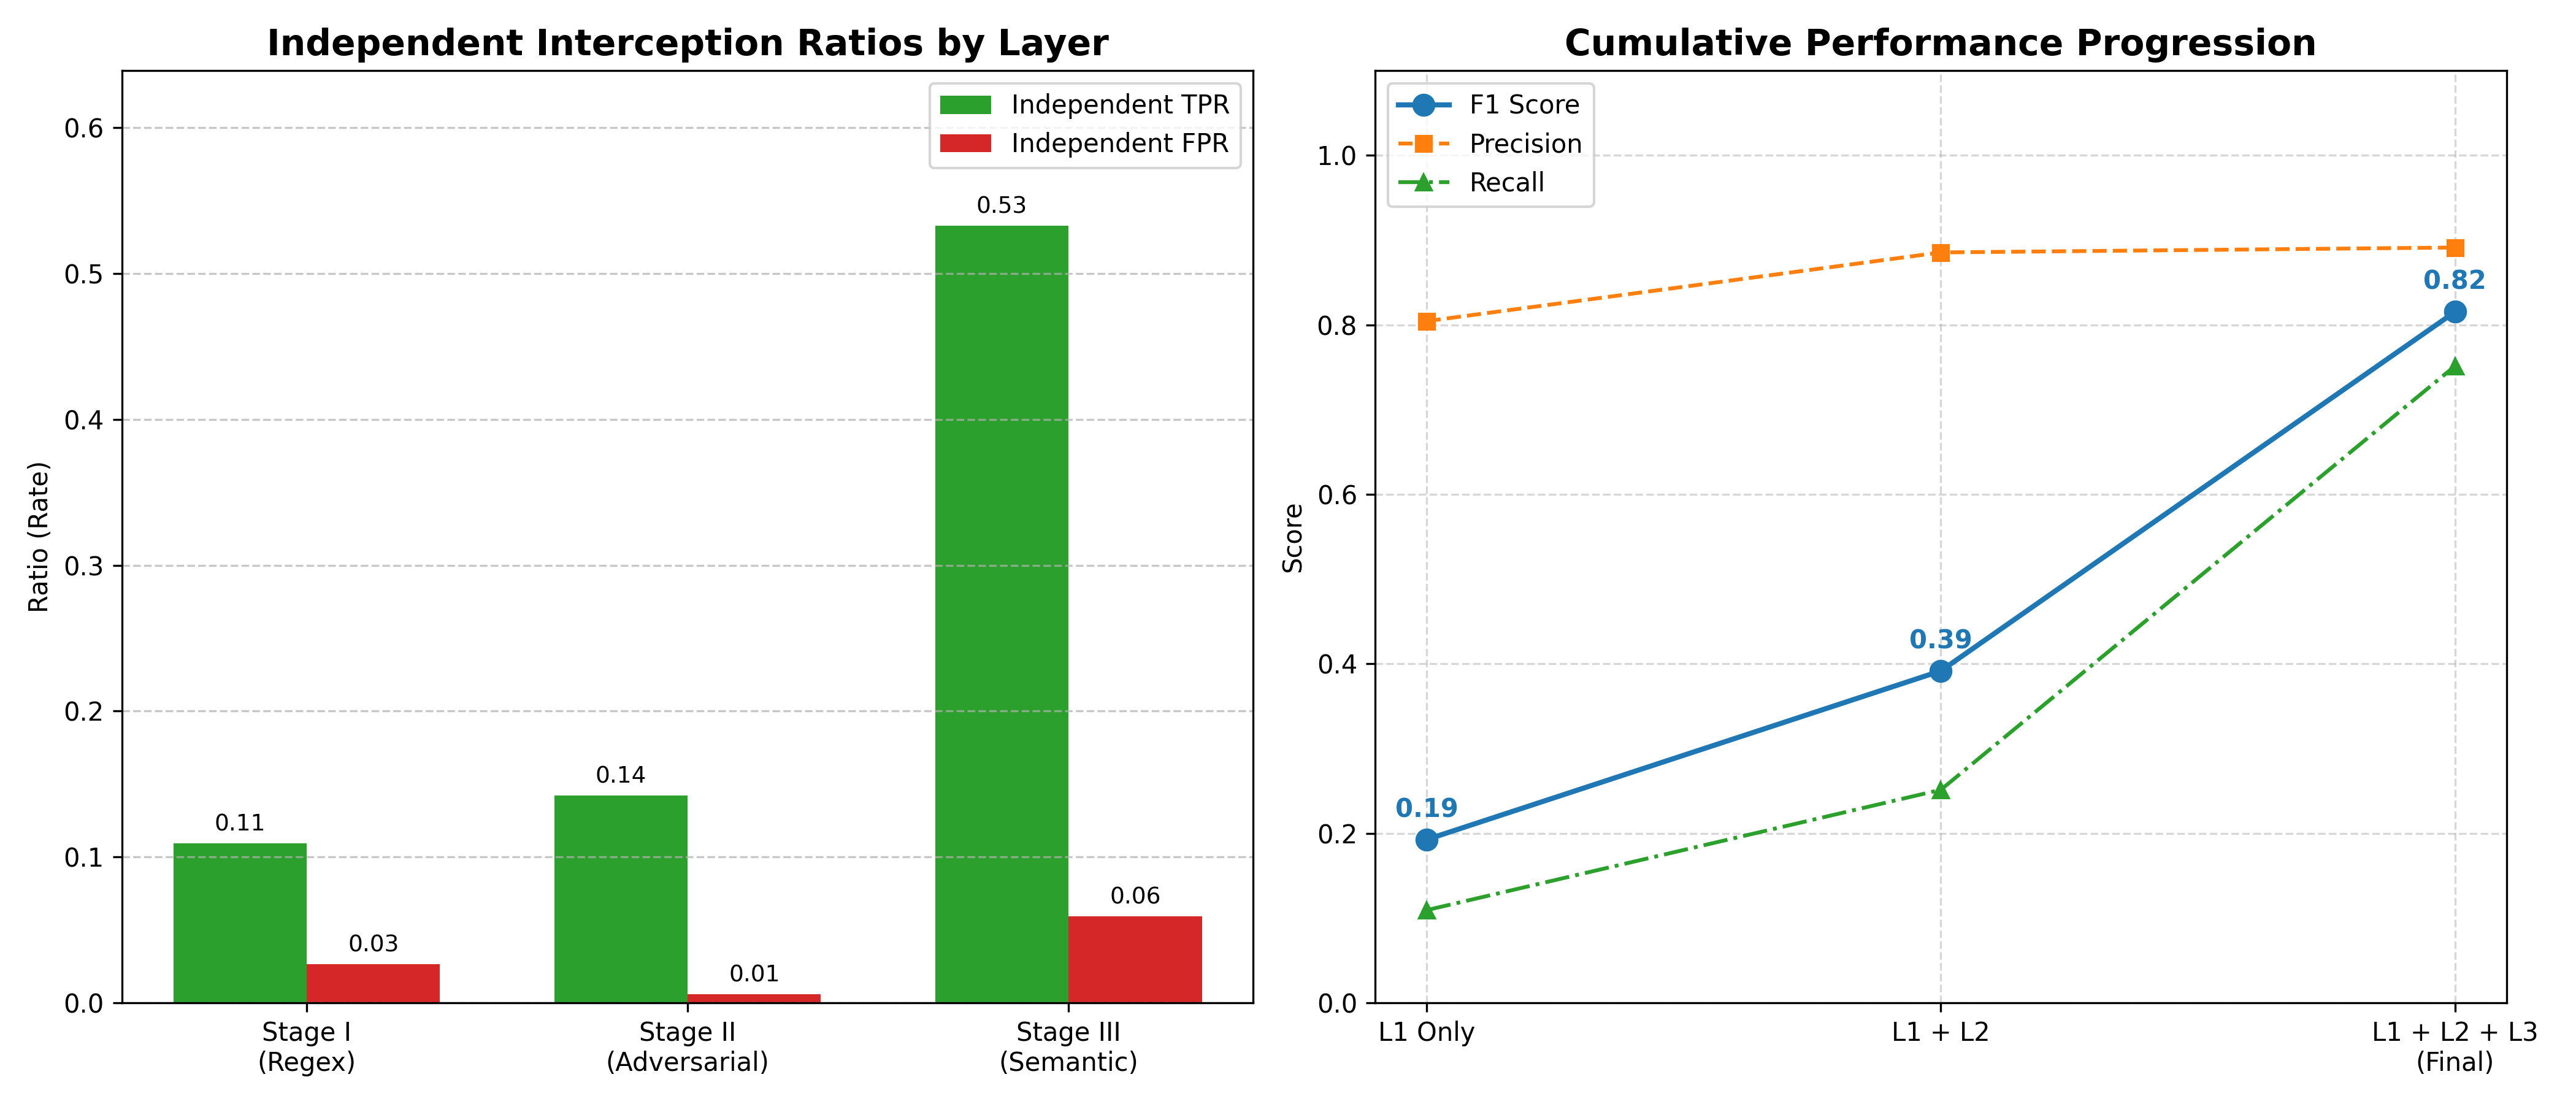 Independent Interception Ratios by Layer
Ratio (Rate)
0.6
0.5
0.4
0.3
0.2
0.1
0.0
Independent TPR
Independent FPR
0.11
0.03
0.14
0.01
0.53
0.06
Stage I
(Regex)
Stage II
(Adversarial)
Stage III
(Semantic)
Cumulative Performance Progression
Score
1.0
0.8
0.6
0.4
0.2
0.0
F1 Score
Precision
Recall
0.19
0.39
0.82
L1 Only
L1 + L2
L1 + L2 + L3
(Final)